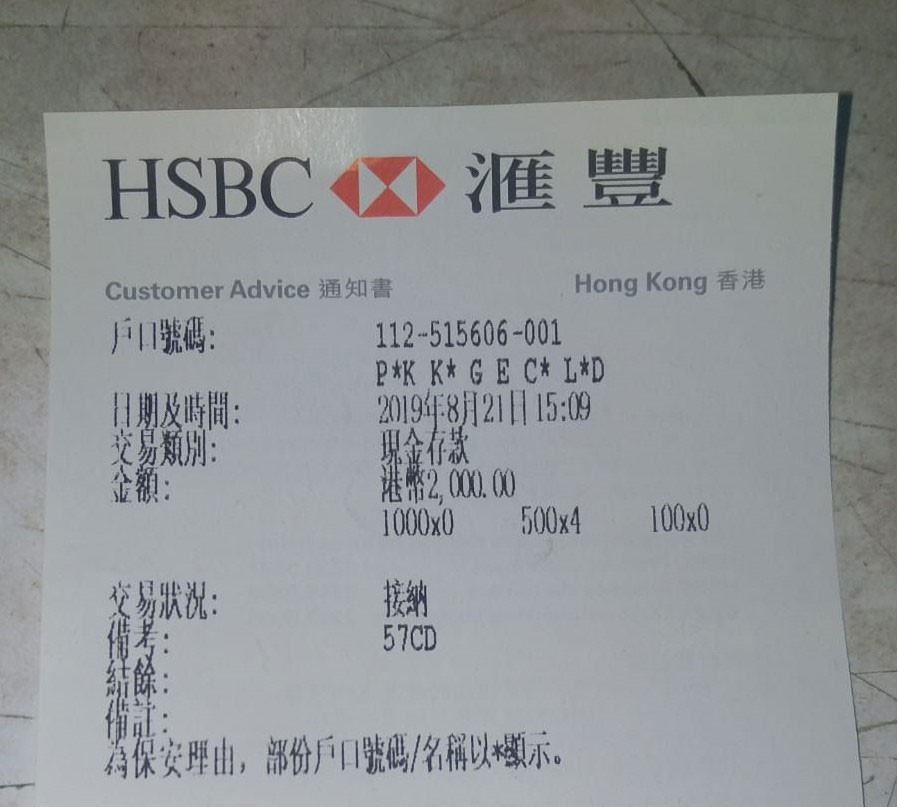 HSBC 滙豐
Customer Advice 通知書 Hong Kong 香港
戶口號碼: 112-515606-001
P*K K* G E C* L*D
日期及時間: 2019年8月21日 15:09
交易類別: 現金存款
金額: 港幣2,000.00
1000x0 500x4 100x0
交易狀況: 接納
備考: 57CD
結餘:
備註:
為保安理由，部份戶口號碼/名稱以*顯示。